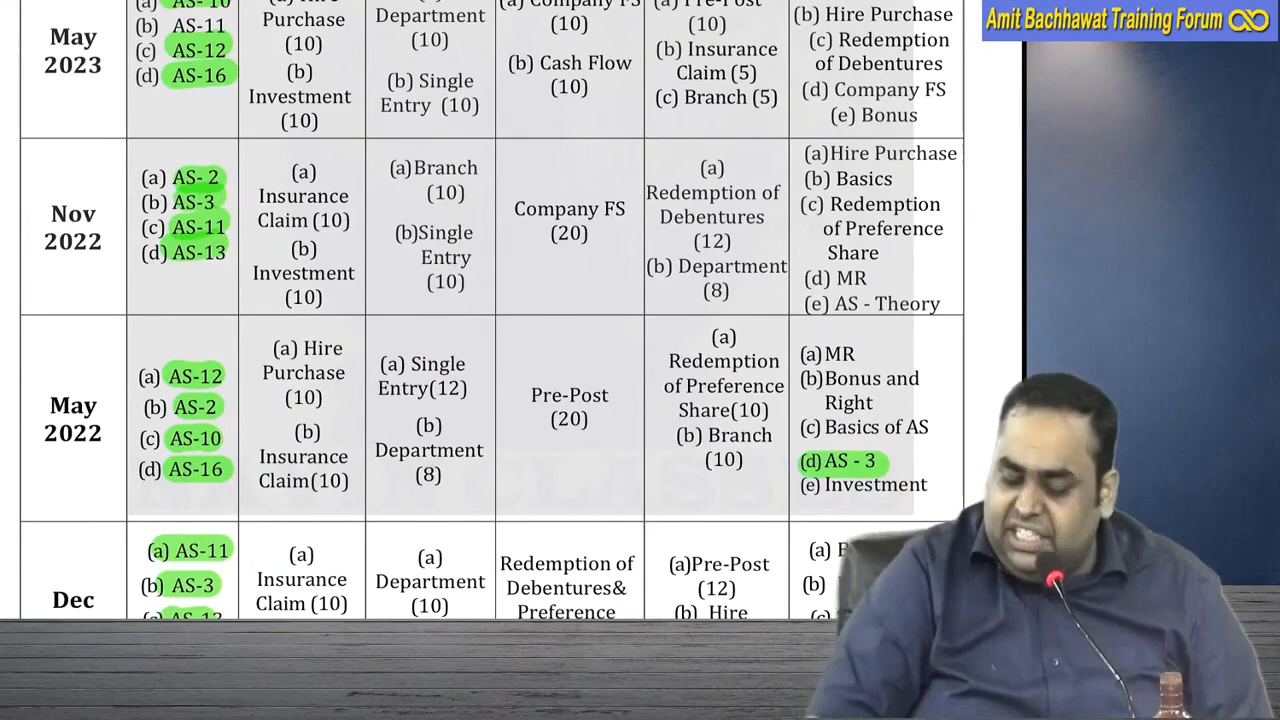 Amit Bachhawat Training Forum
May
2023
(b) AS-11
(c) AS-12
(d) AS-16
Purchase
(10)
(b)
Investment
(10)
Department
(10)
(b) Single
Entry (10)
(a) Company FS
(10)
(b) Cash Flow
(10)
(a) Pre-Post
(10)
(b) Insurance
Claim (5)
(c) Branch (5)
(b) Hire Purchase
(c) Redemption
of Debentures
(d) Company FS
(e) Bonus
Nov
2022
(a) AS- 2
(b) AS-3
(c) AS-11
(d) AS-13
(a)
Insurance
Claim (10)
(b)
Investment
(10)
(a)Branch
(10)
(b)Single
Entry
(10)
Company FS
(20)
(a)
Redemption of
Debentures
(12)
(b) Department
(8)
(a)Hire Purchase
(b) Basics
(c) Redemption
of Preference
Share
(d) MR
(e) AS - Theory
May
2022
(a) AS-12
(b) AS-2
(c) AS-10
(d) AS-16
(a) Hire
Purchase
(10)
(b)
Insurance
Claim(10)
(a) Single
Entry(12)
(b)
Department
(8)
Pre-Post
(20)
(a)
Redemption
of Preference
Share(10)
(b) Branch
(10)
(a)MR
(b)Bonus and
Right
(c) Basics of AS
(d) AS - 3
(e) Investment
Dec
(a) AS-11
(b) AS-3
(a)
Insurance
Claim (10)
(a)
Department
(10)
Redemption of
Debentures&
Preference
(a)Pre-Post
(12)
(b) Hire
(a)
(b)